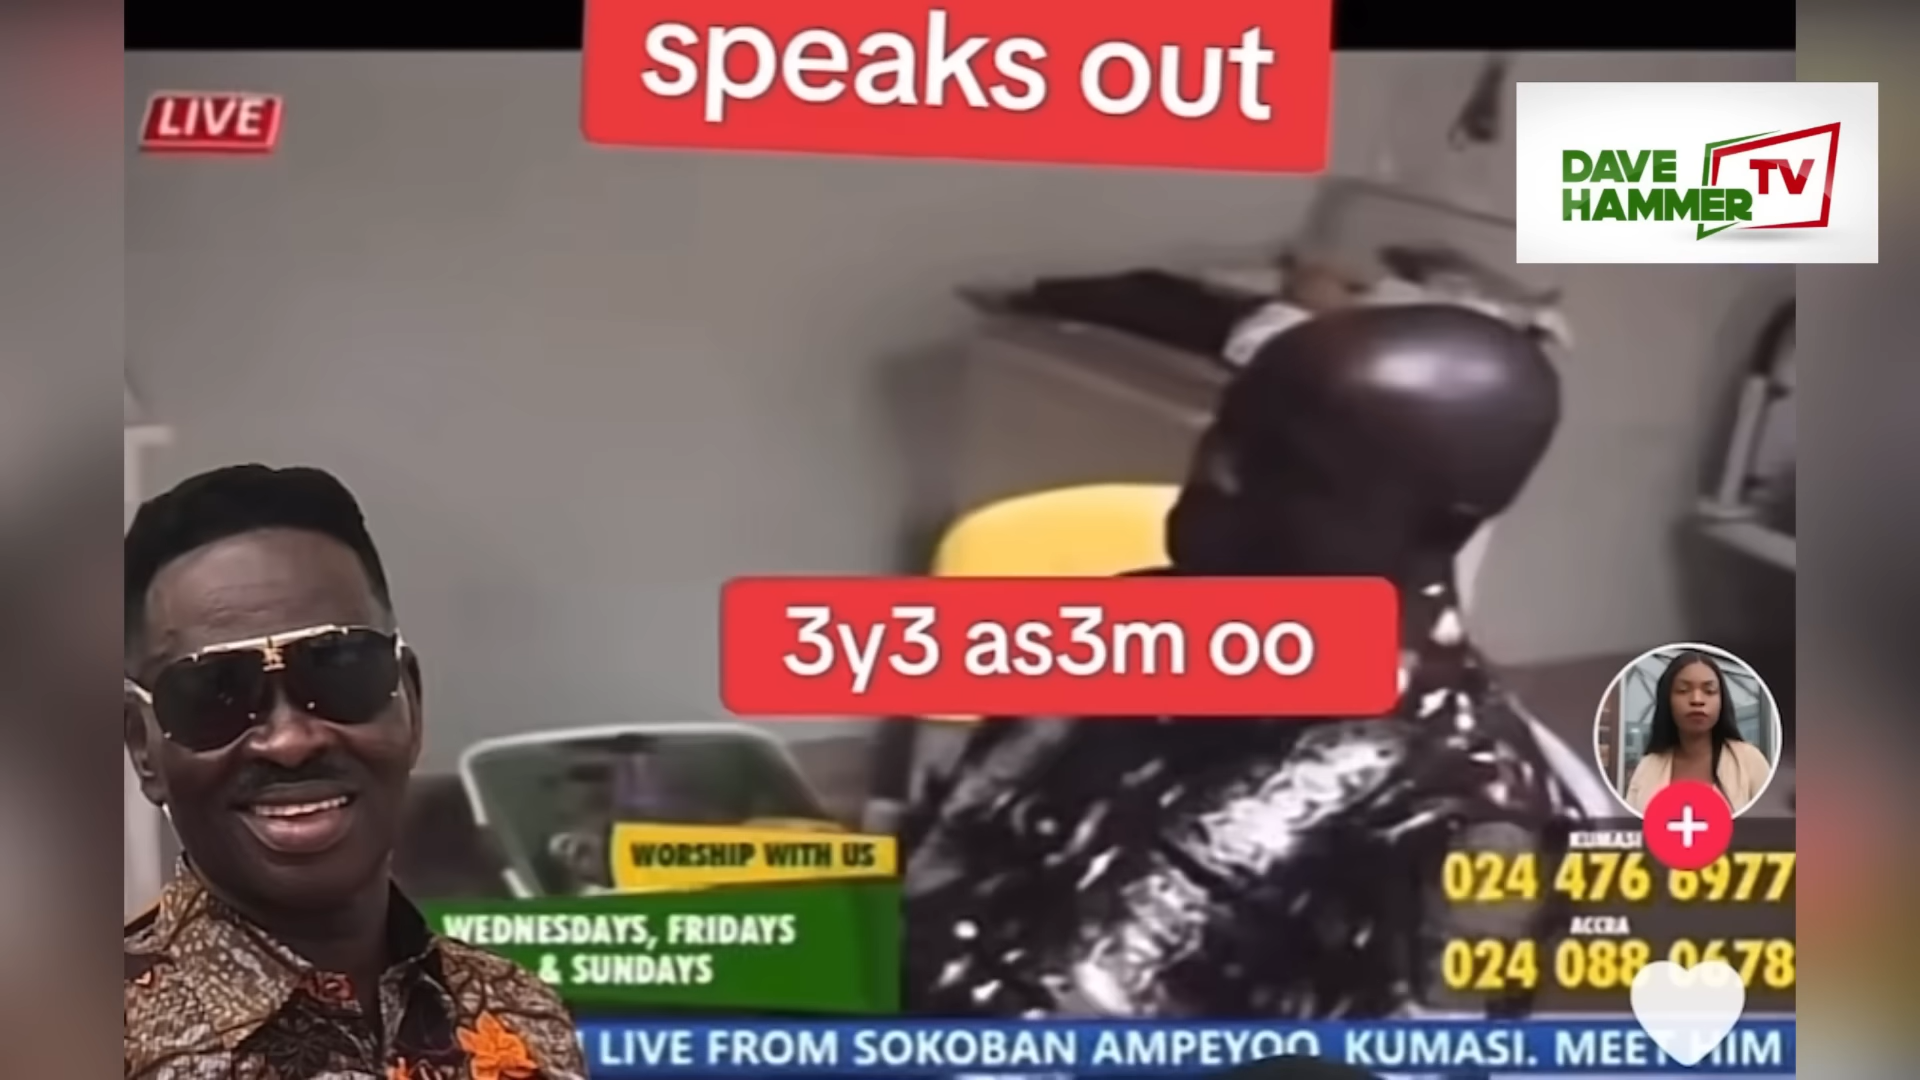 speaks out
LIVE
DAVE
HAMMER TV
3y3 as3m oo
WORSHIP WITH US
WEDNESDAYS, FRIDAYS
& SUNDAYS
KUMASI
024 476 6977
ACCRA
024 088 0678
LIVE FROM SOKOBAN AMPEYOO, KUMASI. MEET HIM